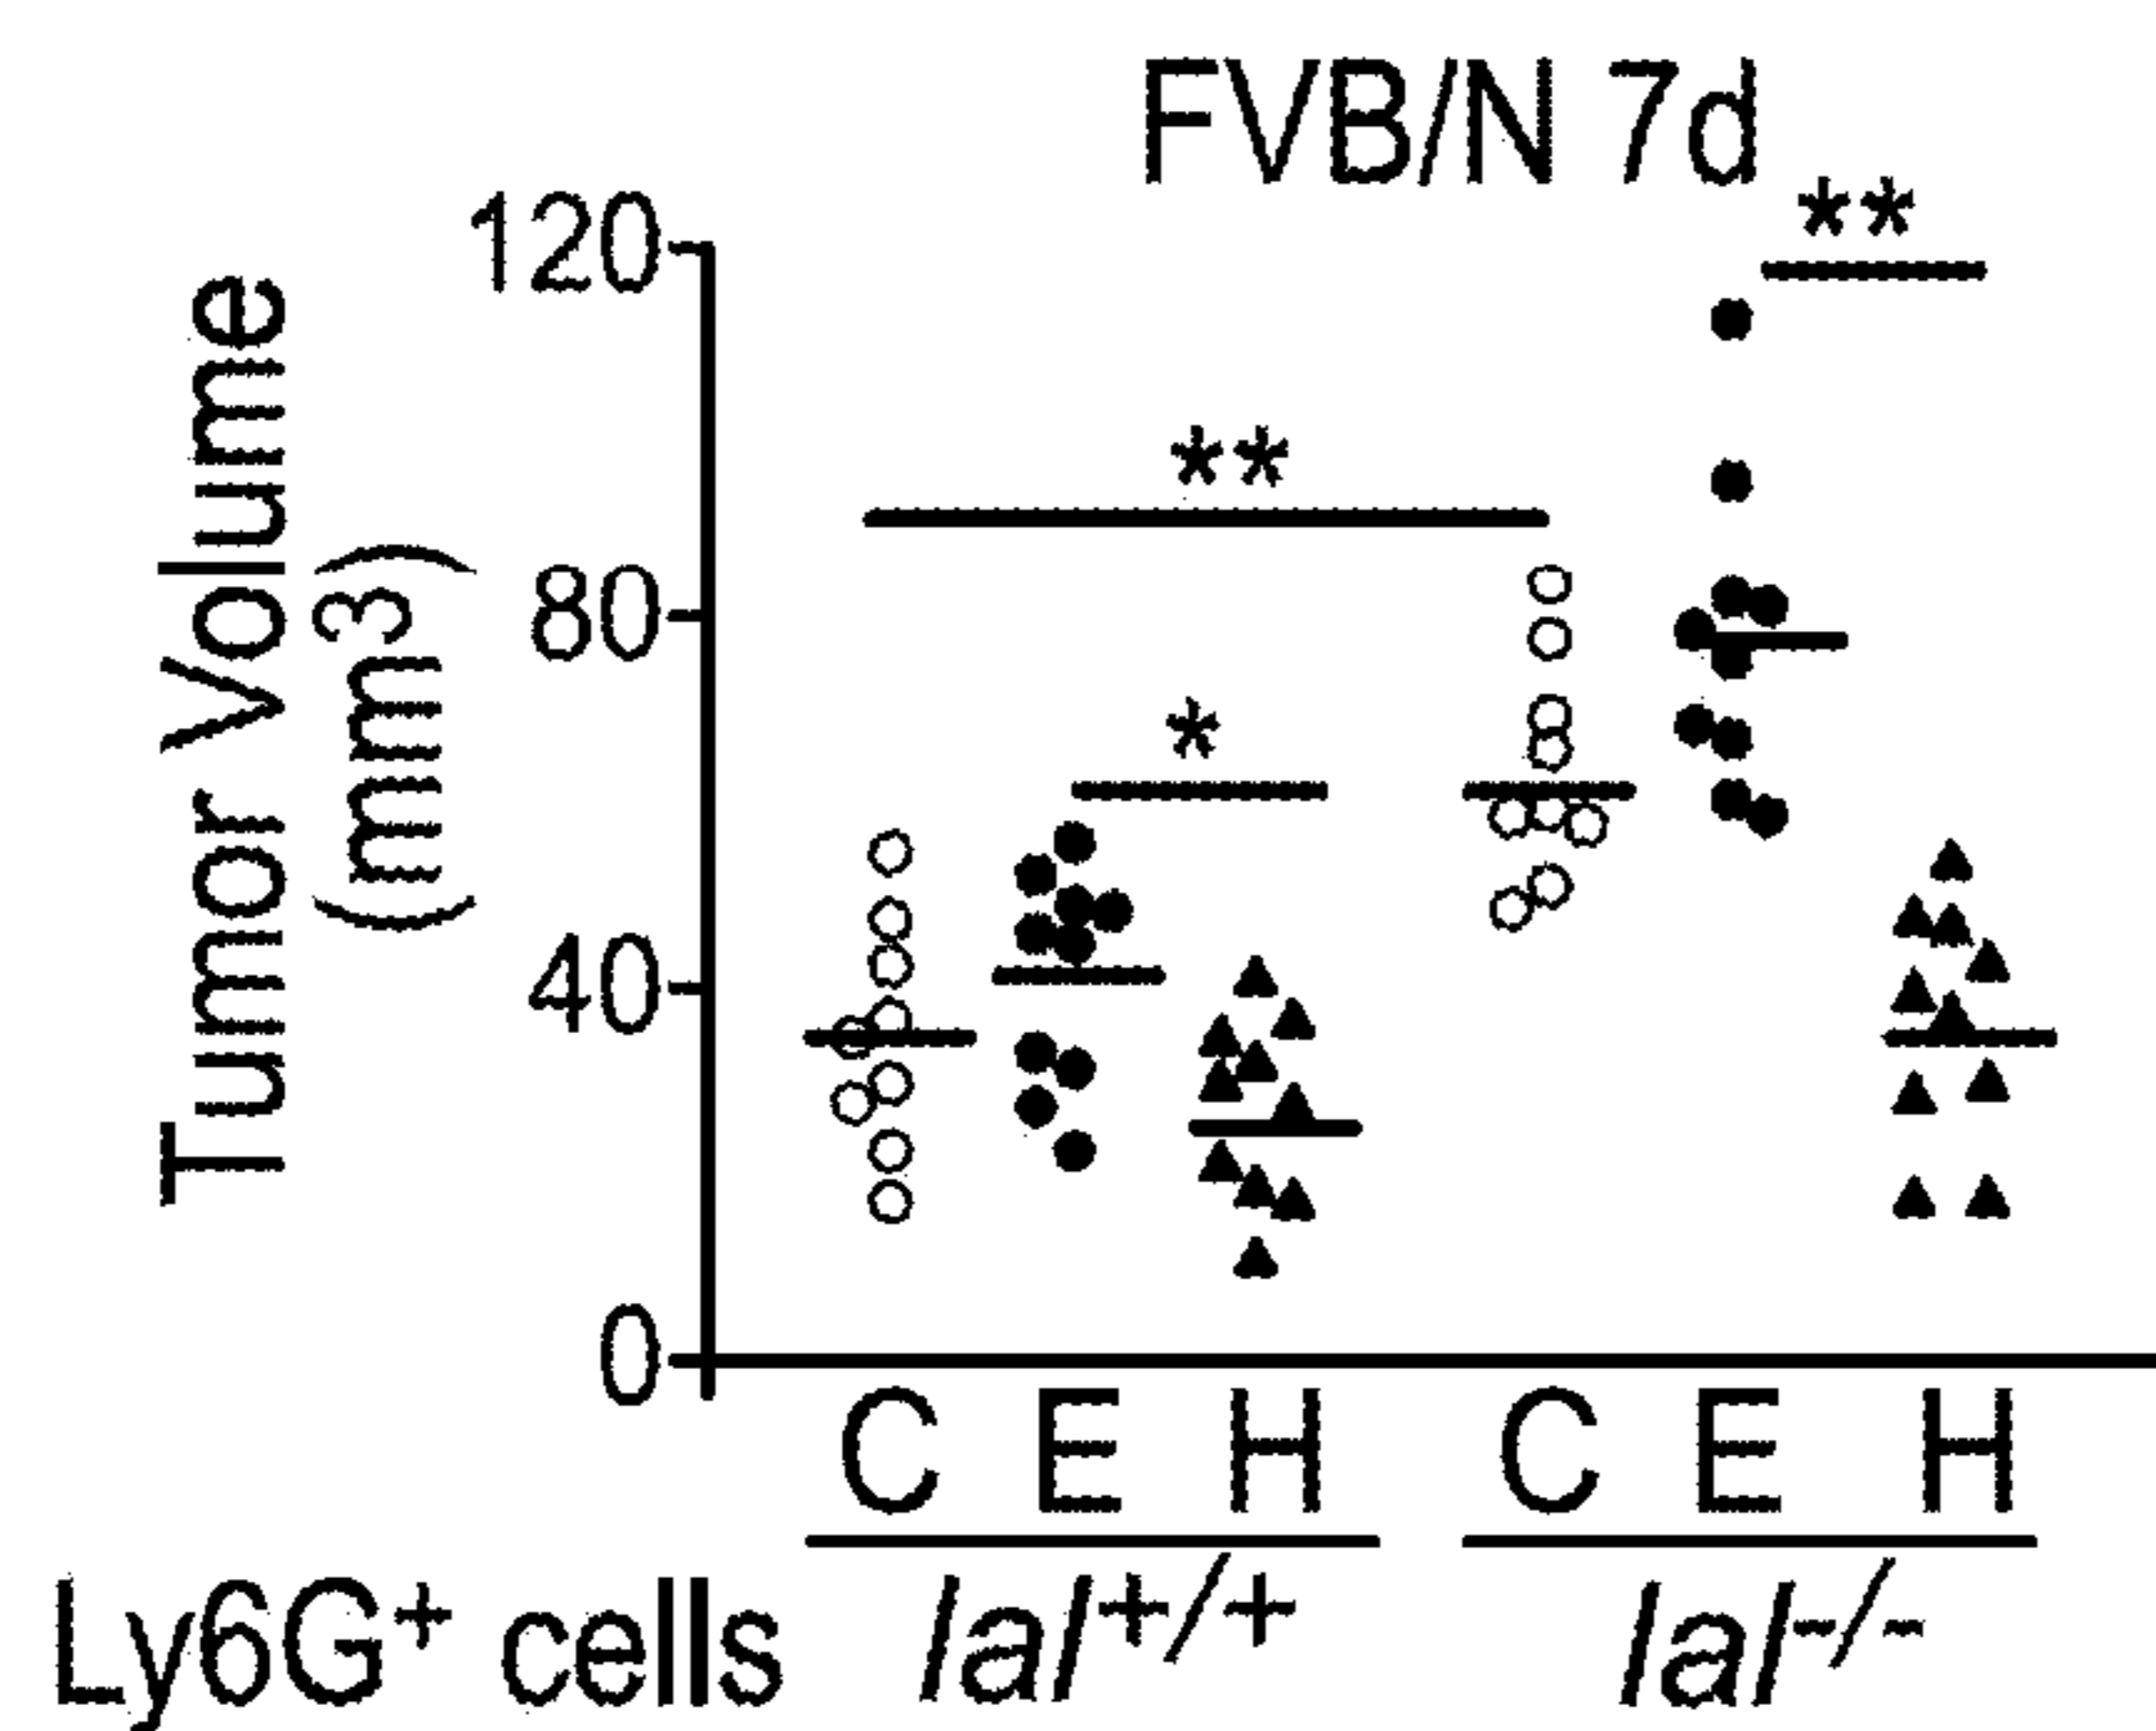 FVB/N 7d
**
**
*
Tumor Volume
(mm3)
120
80
40
0
C E H C E H
Ly6G+ cells lal+/+ lal-/-